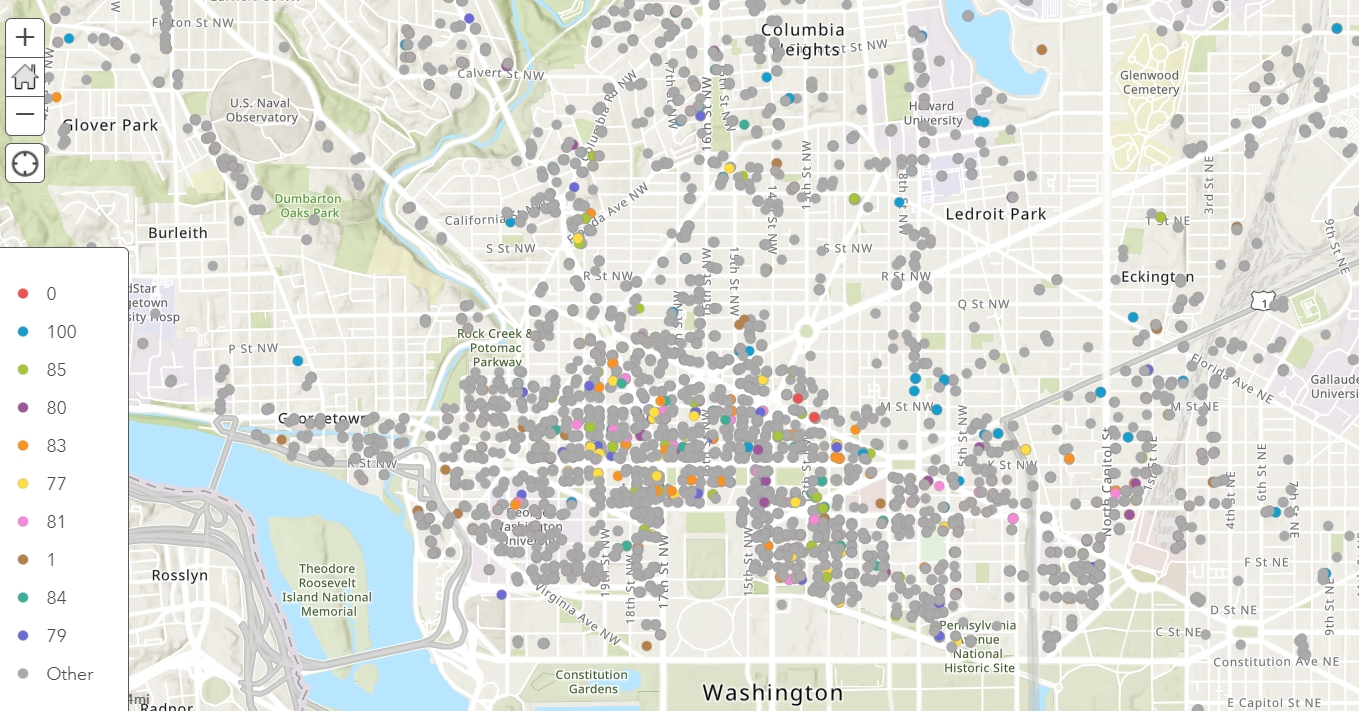 Fulton St NW
Calvert St NW
Columbia
Heights
U.S. Naval
Observatory
Glover Park
Columbia Rd NW
17th St NW
16th St NW
Howard
University
Glenwood
Cemetery
Dumbarton
Oaks Park
California
Florida Ave NW
14th St NW
13th St NW
8th St NW
Ledroit Park
3rd St NE
T St NE
9th St NE
Burleith
S St NW
S St NW
R St NW
R St NW
15th St NW
16th St NW
Eckington
Q St NW
1
P St NW
Rock Creek &
Potomac
Parkway
Florida Ave NE
Georgetown
K St NW
M St NW
M St NE
5th St NW
K St NW
North Capitol St
1st St NE
4th St NE
6th St NE
7th St NE
George
Washington
University
19th St NW
18th St NW
17th St NW
15th St NW
Virginia Ave NW
F St NE
D St NE
C St NE
9th St NE
Constitution Ave NE
E Capitol St NE
Rosslyn
Theodore
Roosevelt
Island National
Memorial
Pennsylvania
Avenue
National
Historic Site
Constitution
Gardens
Washington
Radnor
0
100
85
80
83
77
81
1
84
79
Other